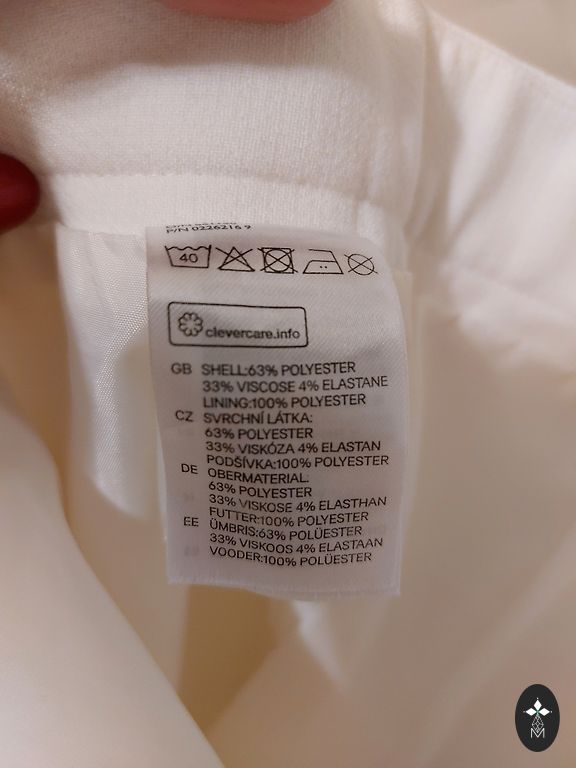 P/N 0226216 9
40
clevercare.info
GB SHELL:63% POLYESTER
33% VISCOSE 4% ELASTANE
LINING:100% POLYESTER
CZ SVRCHNÍ LÁTKA:
63% POLYESTER
33% VISKÓZA 4% ELASTAN
PODŠÍVKA:100% POLYESTER
DE OBERMATERIAL:
63% POLYESTER
33% VISKOSE 4% ELASTHAN
FUTTER:100% POLYESTER
EE ÜMBRIS:63% POLÜESTER
33% VISKOOS 4% ELASTAAN
VOODER:100% POLÜESTER
M